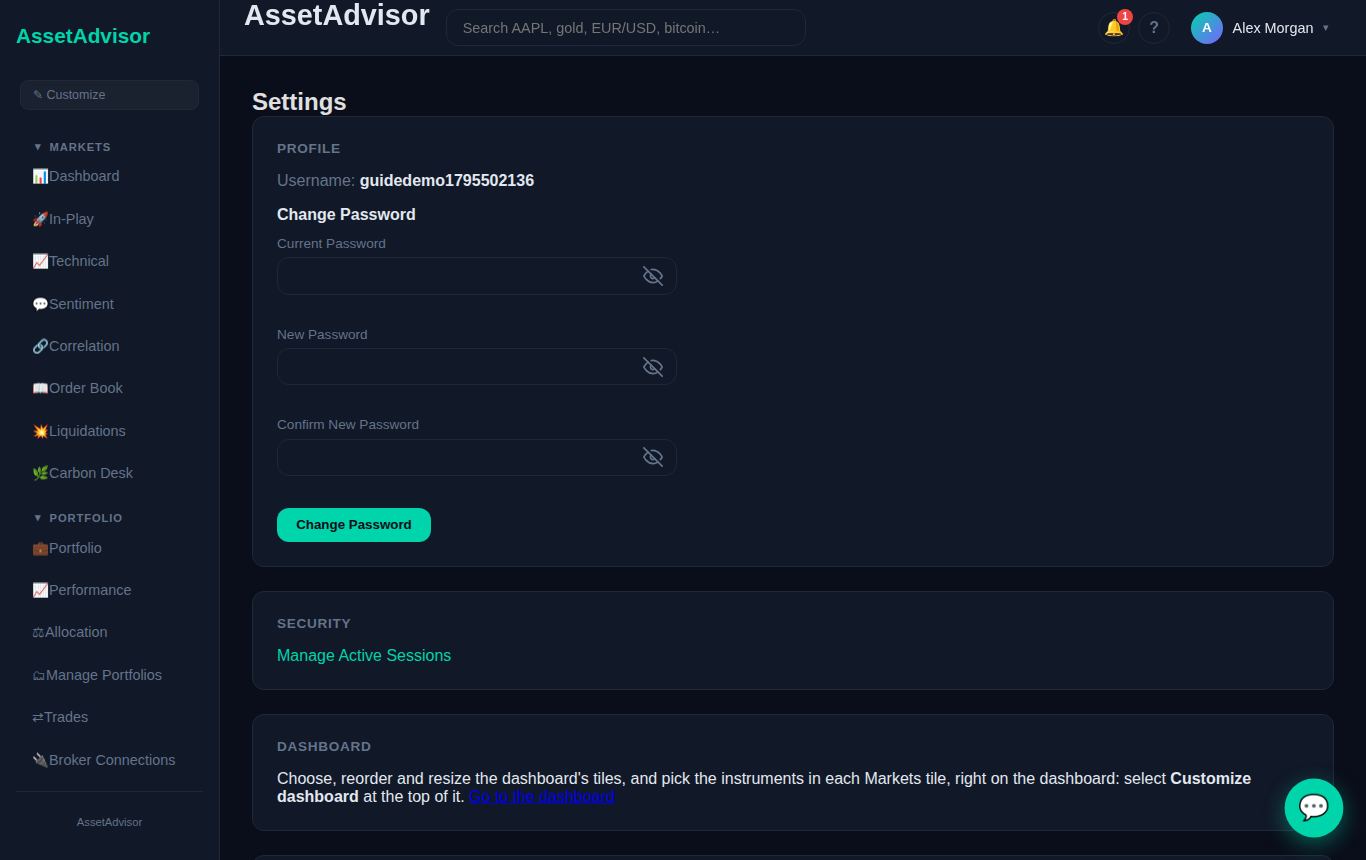 AssetAdvisor
✎ Customize
▼ MARKETS
Dashboard
In-Play
Technical
Sentiment
Correlation
Order Book
Liquidations
Carbon Desk
▼ PORTFOLIO
Portfolio
Performance
Allocation
Manage Portfolios
Trades
Broker Connections
AssetAdvisor
AssetAdvisor
Search AAPL, gold, EUR/USD, bitcoin…
1
?
A
Alex Morgan ▾
Settings
PROFILE
Username: guidedemo1795502136
Change Password
Current Password
New Password
Confirm New Password
Change Password
SECURITY
Manage Active Sessions
DASHBOARD
Choose, reorder and resize the dashboard's tiles, and pick the instruments in each Markets tile, right on the dashboard: select Customize
dashboard at the top of it. Go to the dashboard